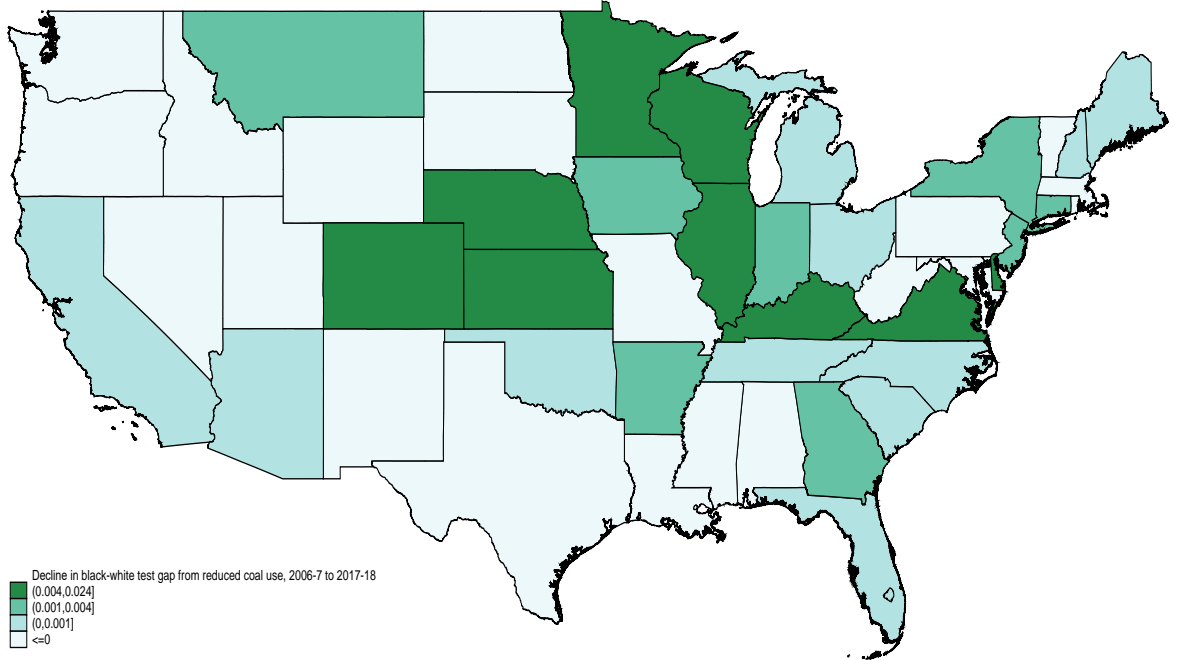 Decline in black-white test gap from reduced coal use, 2006-7 to 2017-18
(0.004,0.024]
(0.001,0.004]
(0,0.001]
<=0